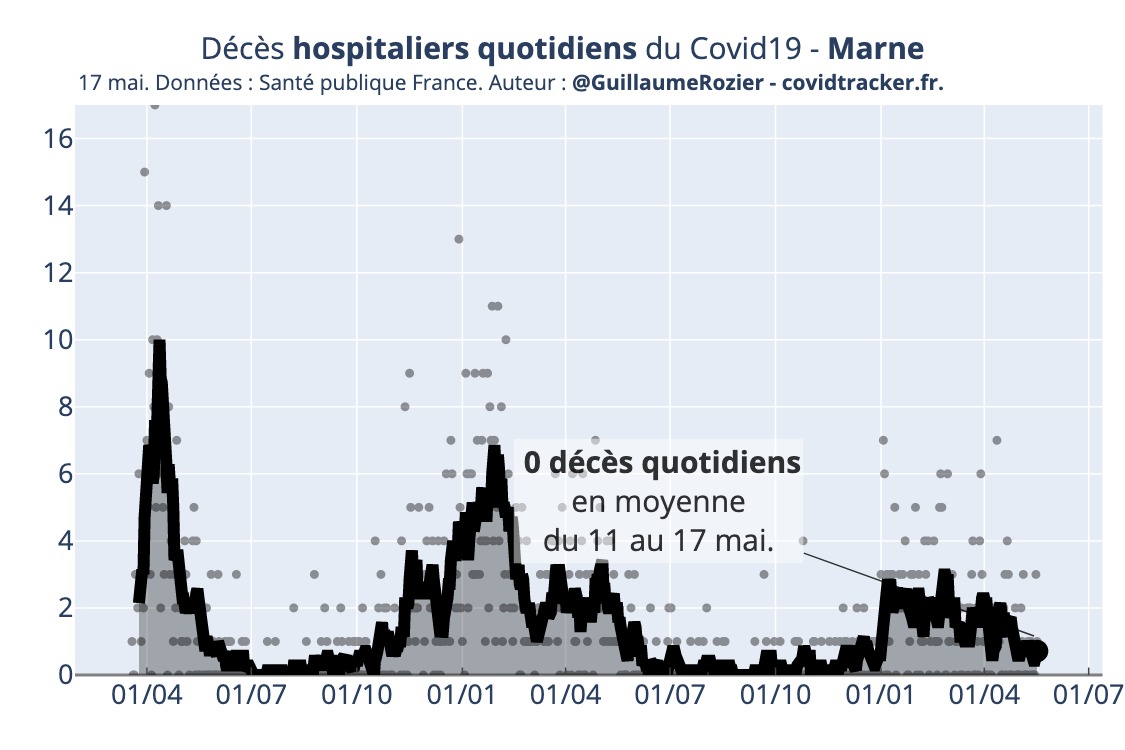 Décès hospitaliers quotidiens du Covid19 - Marne
17 mai. Données : Santé publique France. Auteur : @GuillaumeRozier - covidtracker.fr.
16
14
12
10
8
6
4
2
0
0 décès quotidiens
en moyenne
du 11 au 17 mai.
01/04 01/07 01/10 01/01 01/04 01/07 01/10 01/01 01/04 01/07